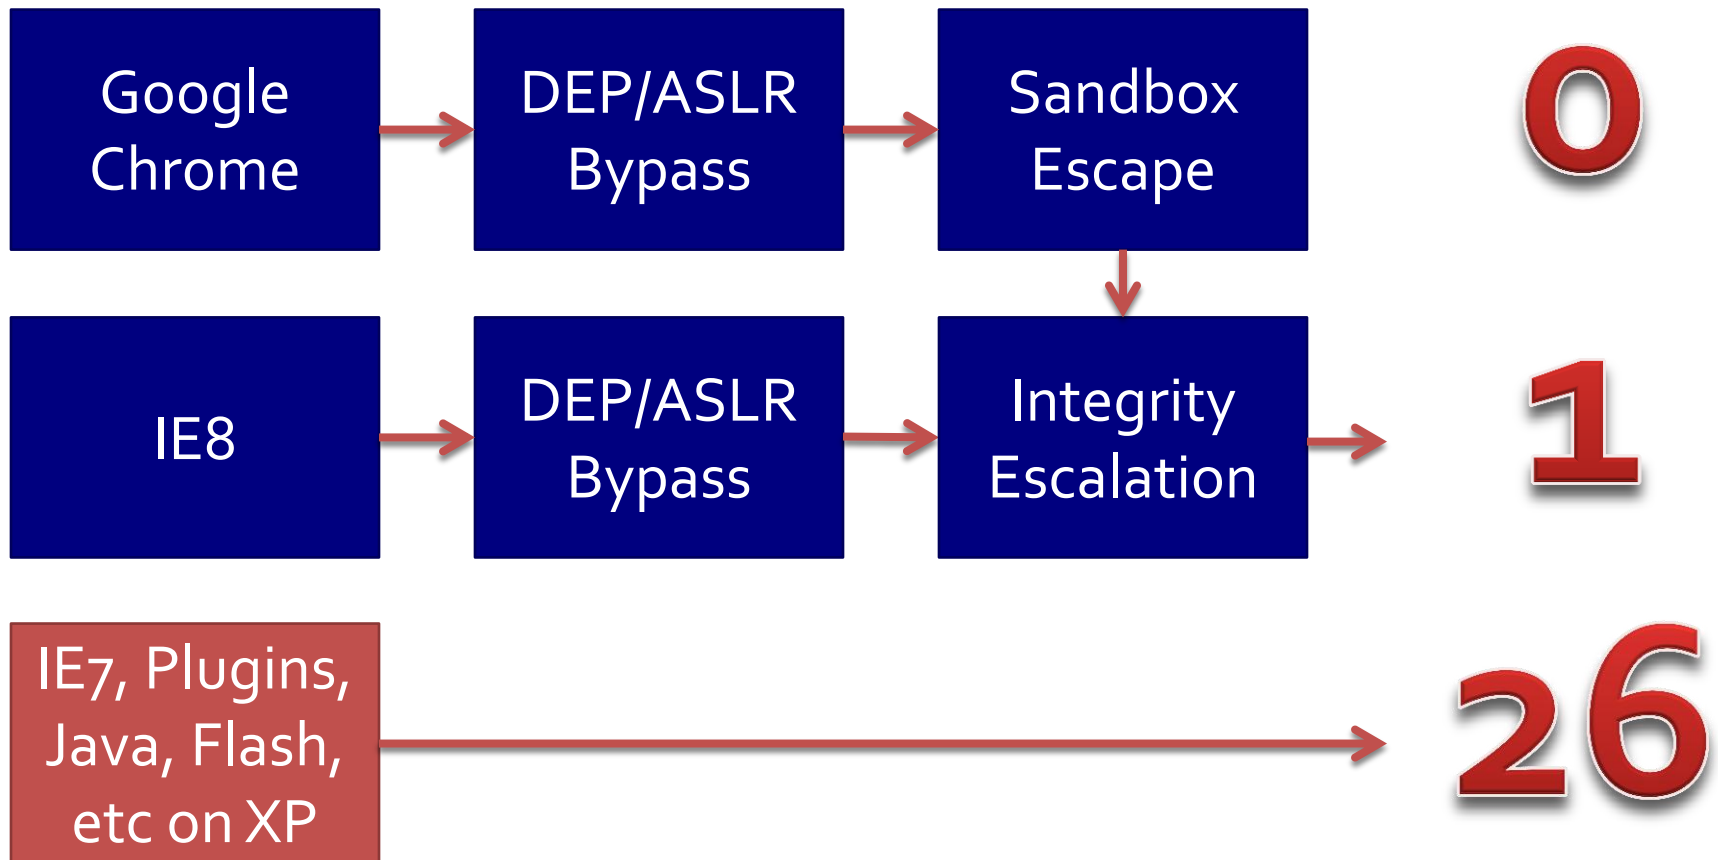 Google
Chrome
DEP/ASLR
Bypass
Sandbox
Escape
0
IE8
DEP/ASLR
Bypass
Integrity
Escalation
1
IE7, Plugins,
Java, Flash,
etc on XP
26